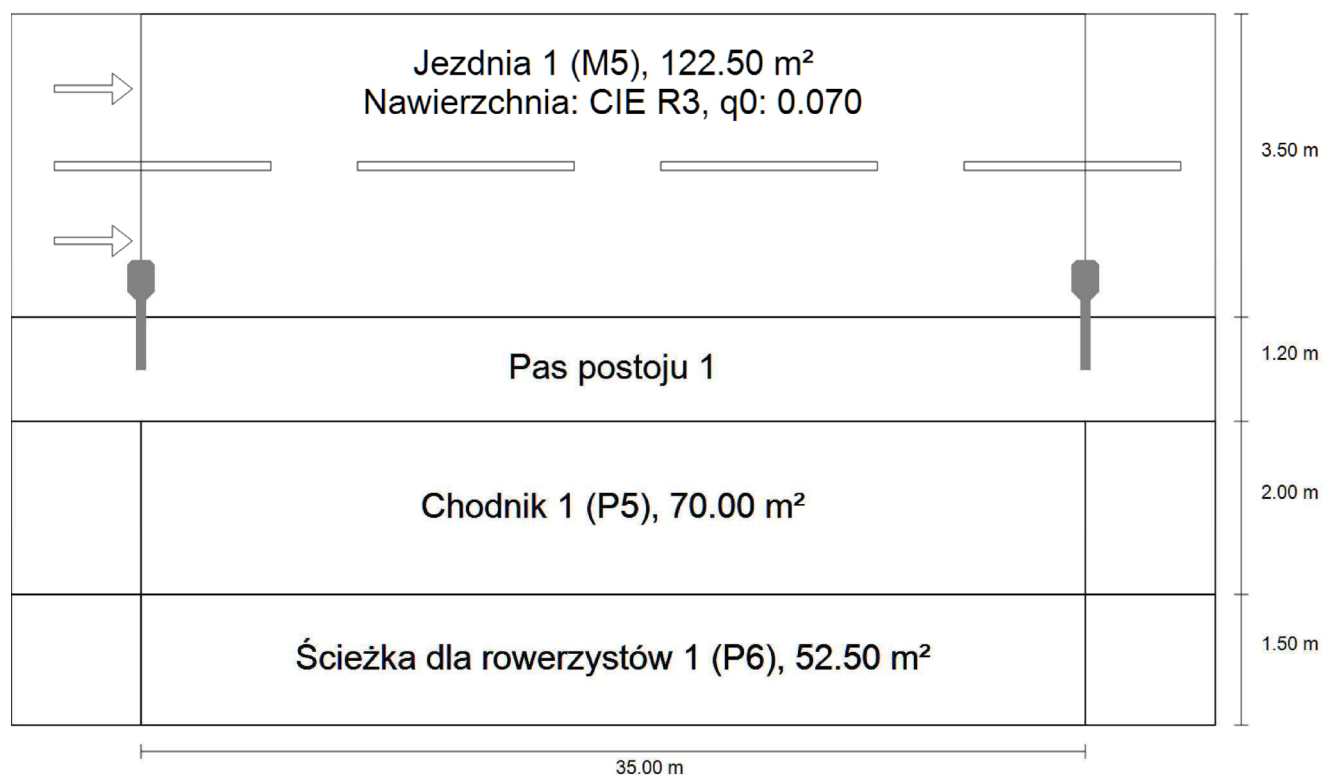 Jezdnia 1 (M5), 122.50 m²
Nawierzchnia: CIE R3, q0: 0.070
3.50 m
Pas postoju 1
1.20 m
Chodnik 1 (P5), 70.00 m²
2.00 m
Ścieżka dla rowerzystów 1 (P6), 52.50 m²
1.50 m
35.00 m